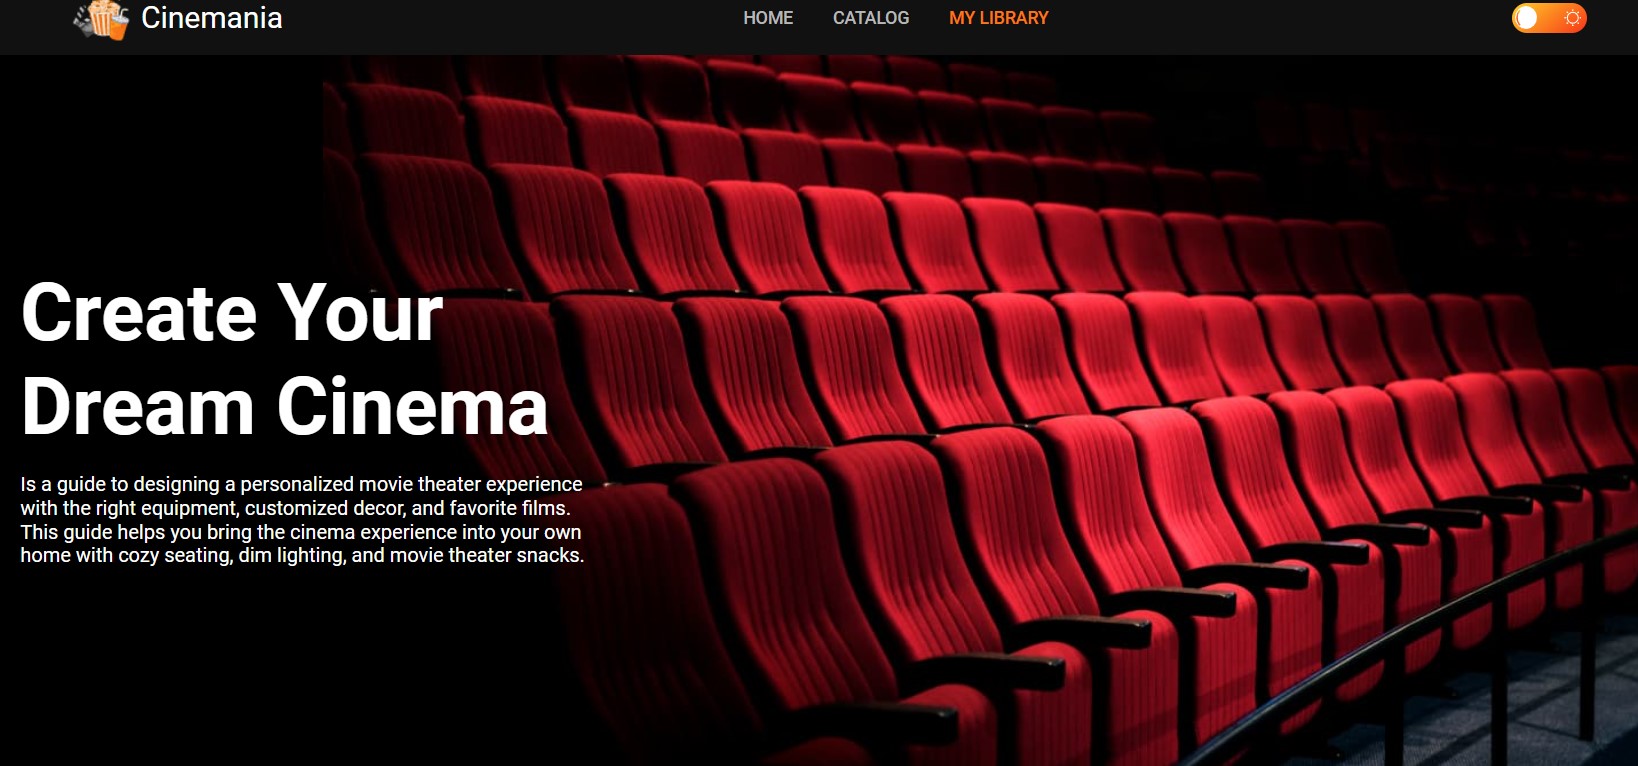 Cinemania
HOME CATALOG MY LIBRARY
Create Your
Dream Cinema
Is a guide to designing a personalized movie theater experience
with the right equipment, customized decor, and favorite films.
This guide helps you bring the cinema experience into your own
home with cozy seating, dim lighting, and movie theater snacks.